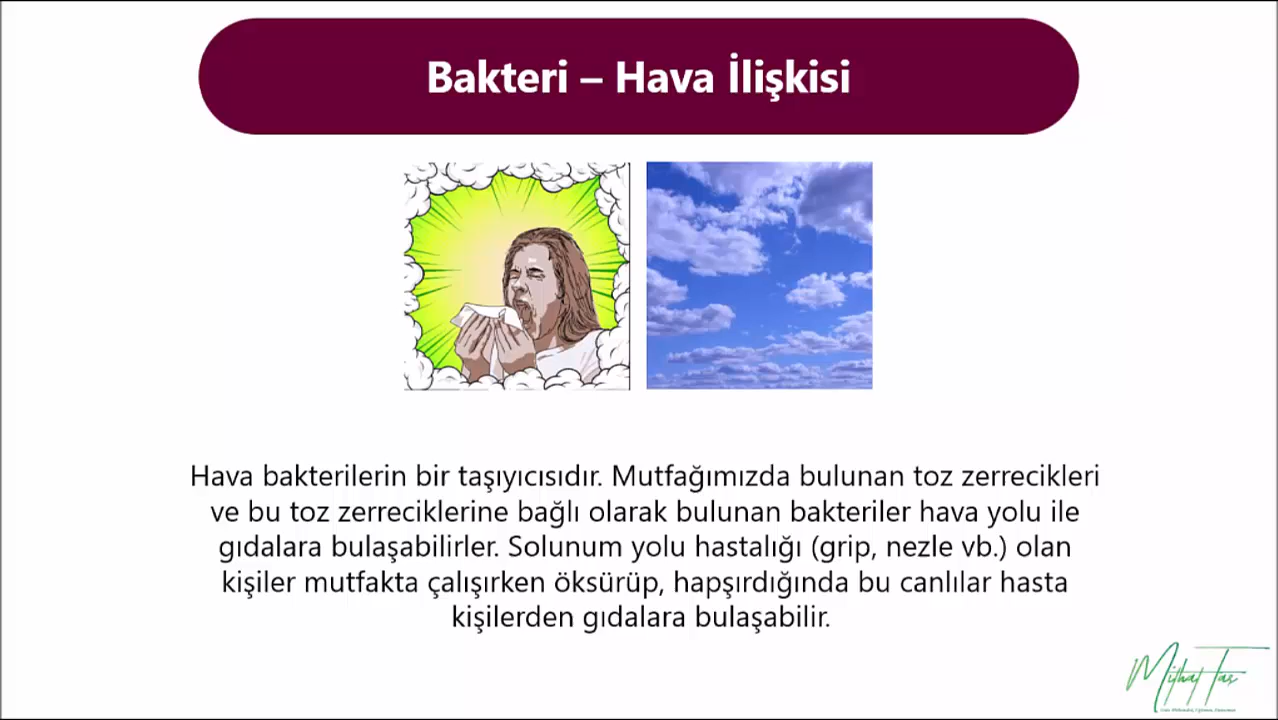 Bakteri – Hava İlişkisi
Hava bakterilerin bir taşıyıcısıdır. Mutfağımızda bulunan toz zerrecikleri
ve bu toz zerreciklerine bağlı olarak bulunan bakteriler hava yolu ile
gıdalara bulaşabilirler. Solunum yolu hastalığı (grip, nezle vb.) olan
kişiler mutfakta çalışırken öksürüp, hapşırdığında bu canlılar hasta
kişilerden gıdalara bulaşabilir.
Mithat Taş